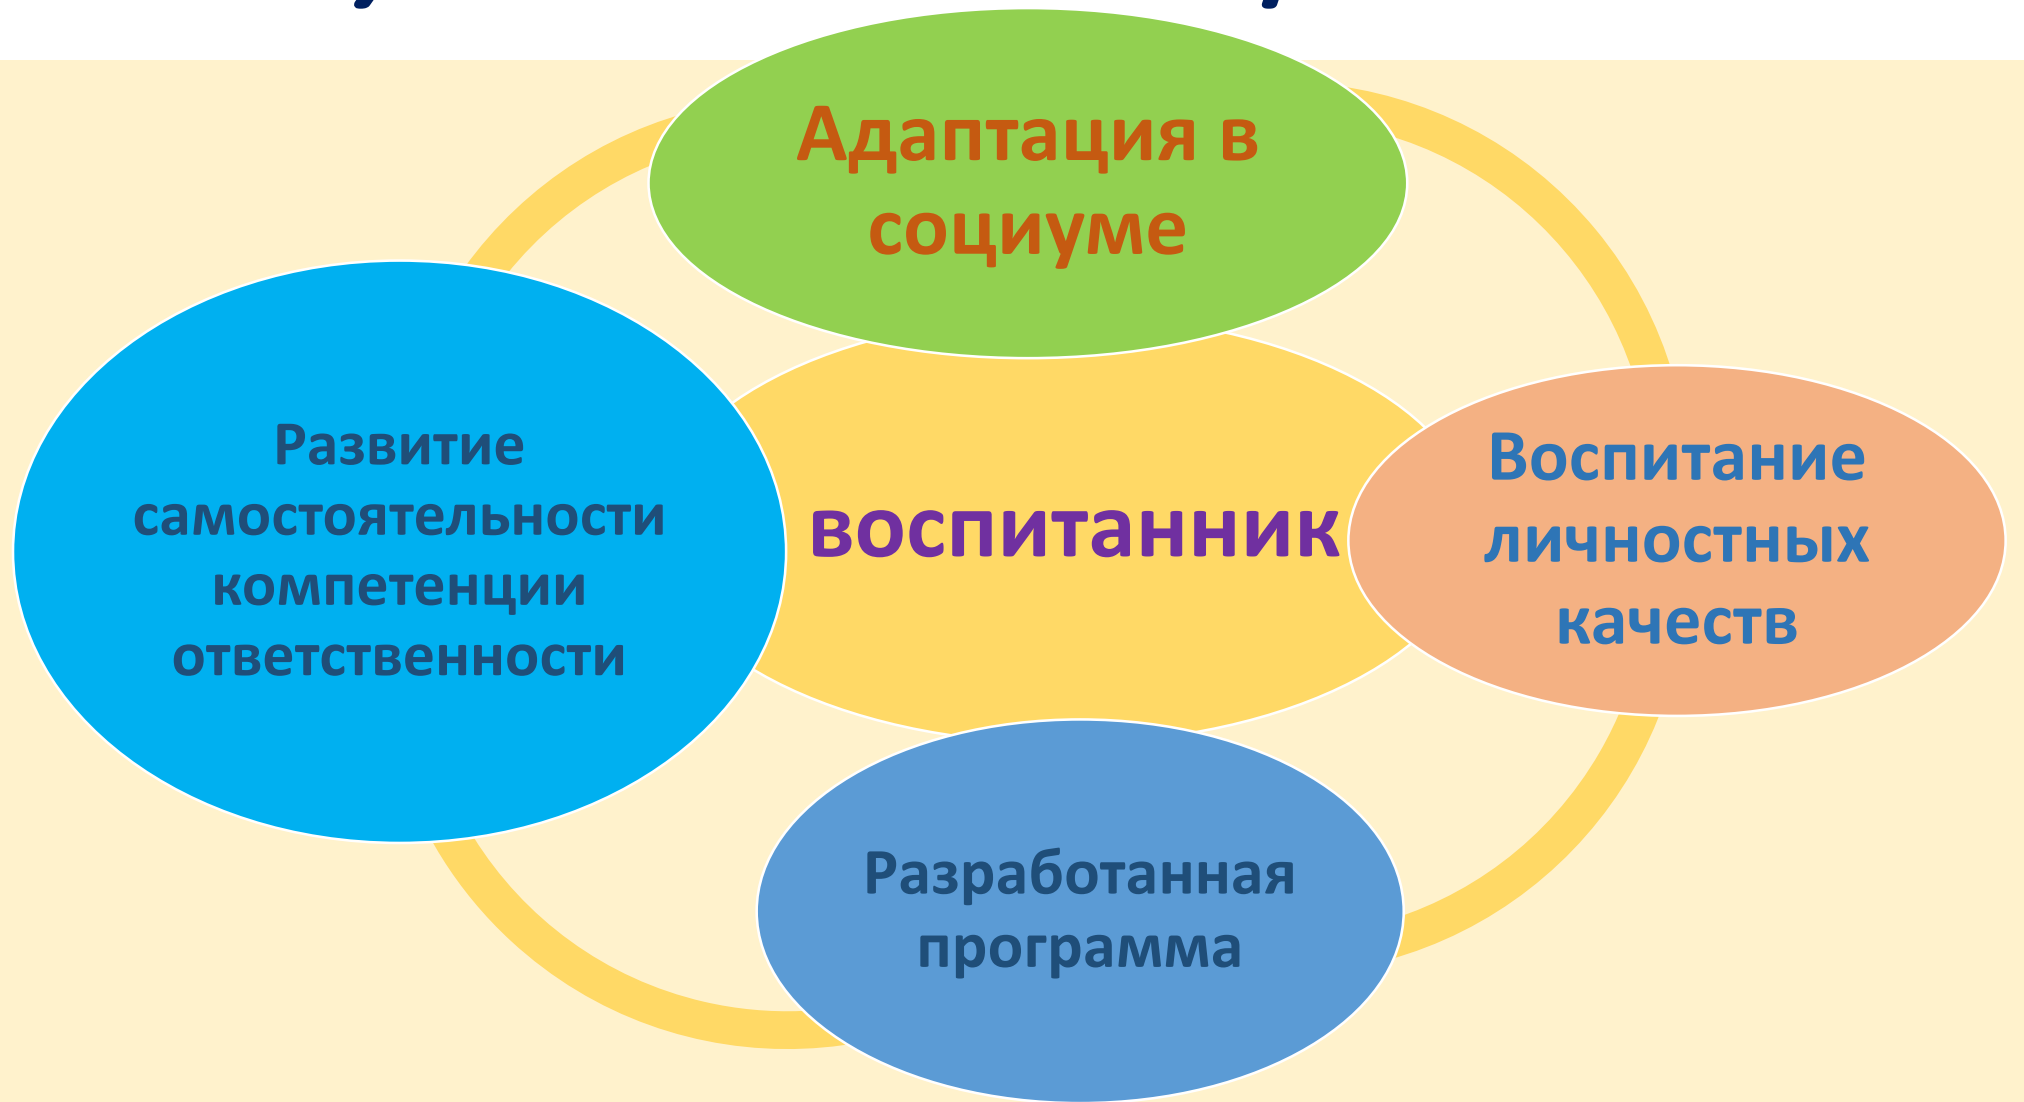 Адаптация в
социуме
Развитие
самостоятельности
компетенции
ответственности
воспитанник
Воспитание
личностных
качеств
Разработанная
программа